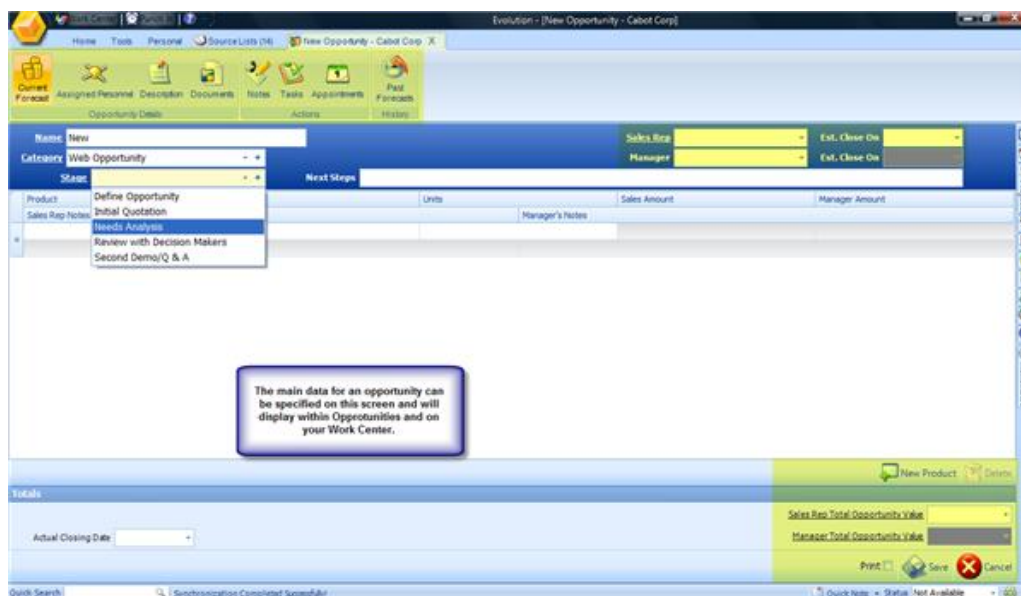 Work Center
Punch In
Evolution - [New Opportunity - Cabot Corp]
Home Tools Personal Source Lists (14) New Opportunity - Cabot Corp X
Current Forecast Assigned Personnel Description Documents Notes Tasks Appointments Past Forecasts
Opportunity Details Actions History
Name New Sales Rep Est. Close On
Category Web Opportunity Manager Est. Close On
Stage Next Steps
Product Units Sales Amount Manager Amount
Sales Rep Notes Manager's Notes
Define Opportunity
Initial Quotation
Needs Analysis
Review with Decision Makers
Second Demo/Q & A
The main data for an opportunity can
be specified on this screen and will
display within Opprotunities and on
your Work Center.
New Product Delete
Totals
Sales Rep Total Opportunity Value
Actual Closing Date Manager Total Opportunity Value
Print Save Cancel
Quick Search Synchronization Completed Successfully! Quick Note Status Not Available